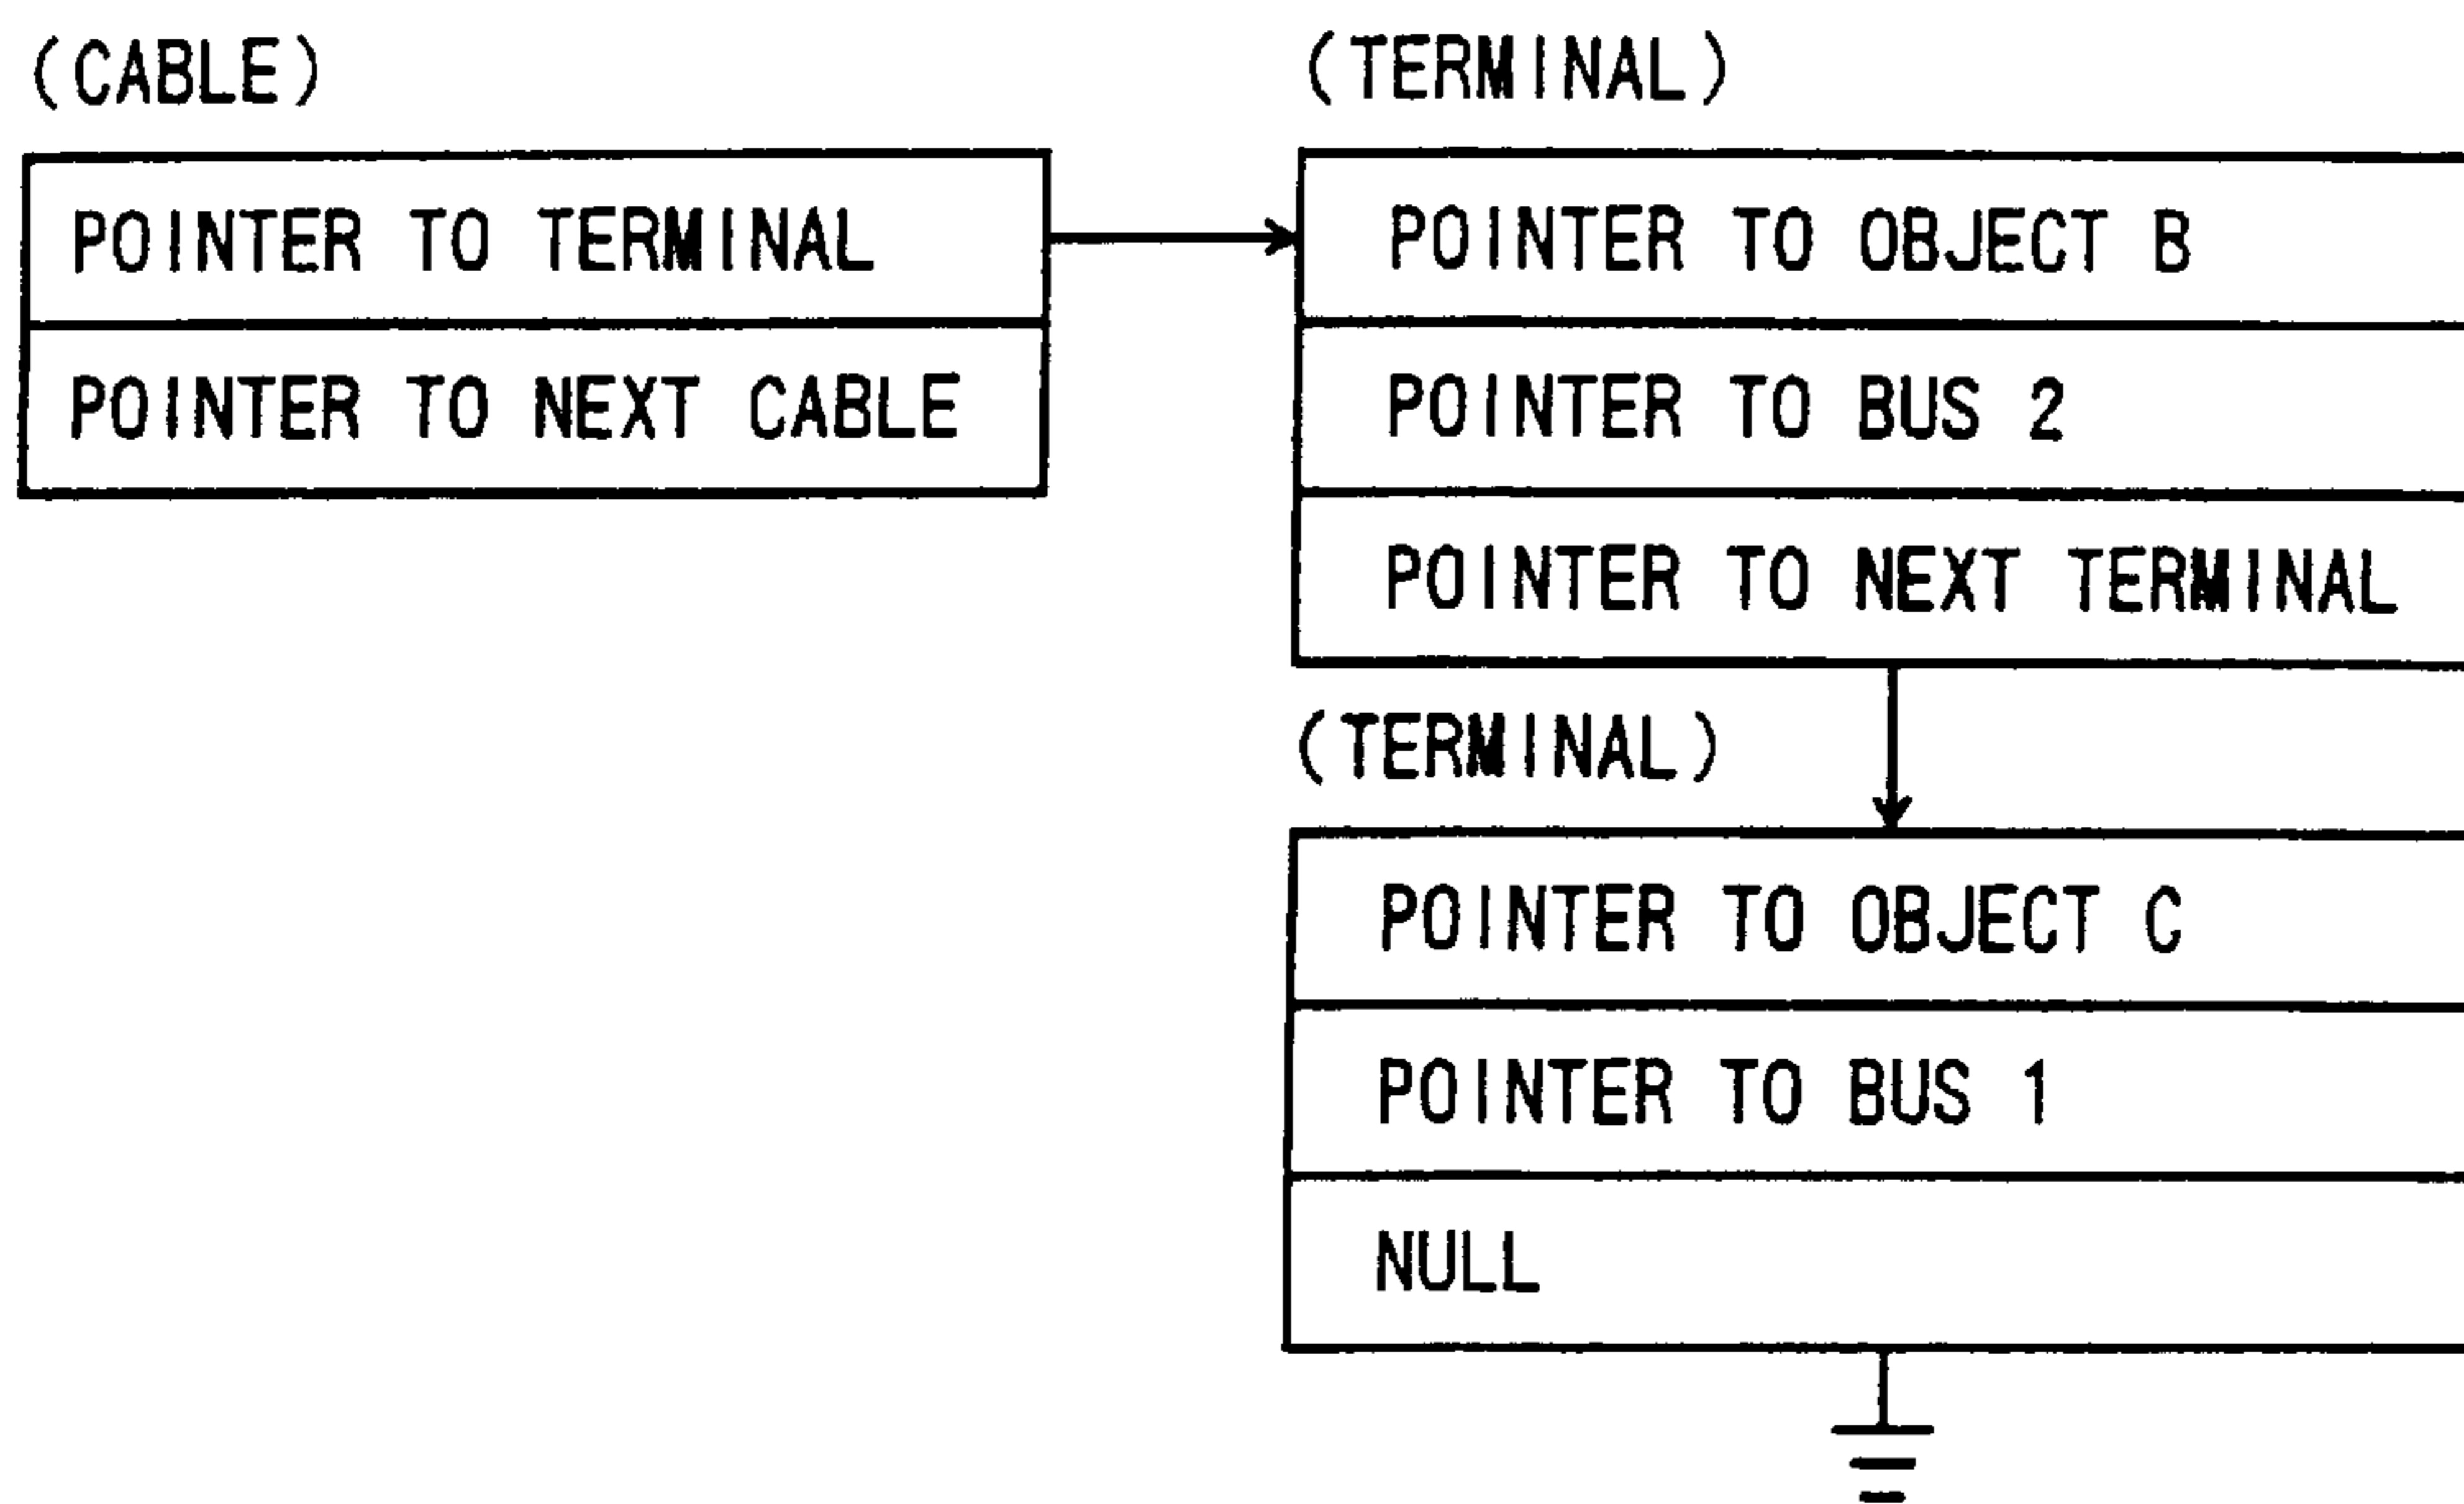 (CABLE)
POINTER TO TERMINAL
POINTER TO NEXT CABLE
(TERMINAL)
POINTER TO OBJECT B
POINTER TO BUS 2
POINTER TO NEXT TERMINAL
(TERMINAL)
POINTER TO OBJECT C
POINTER TO BUS 1
NULL